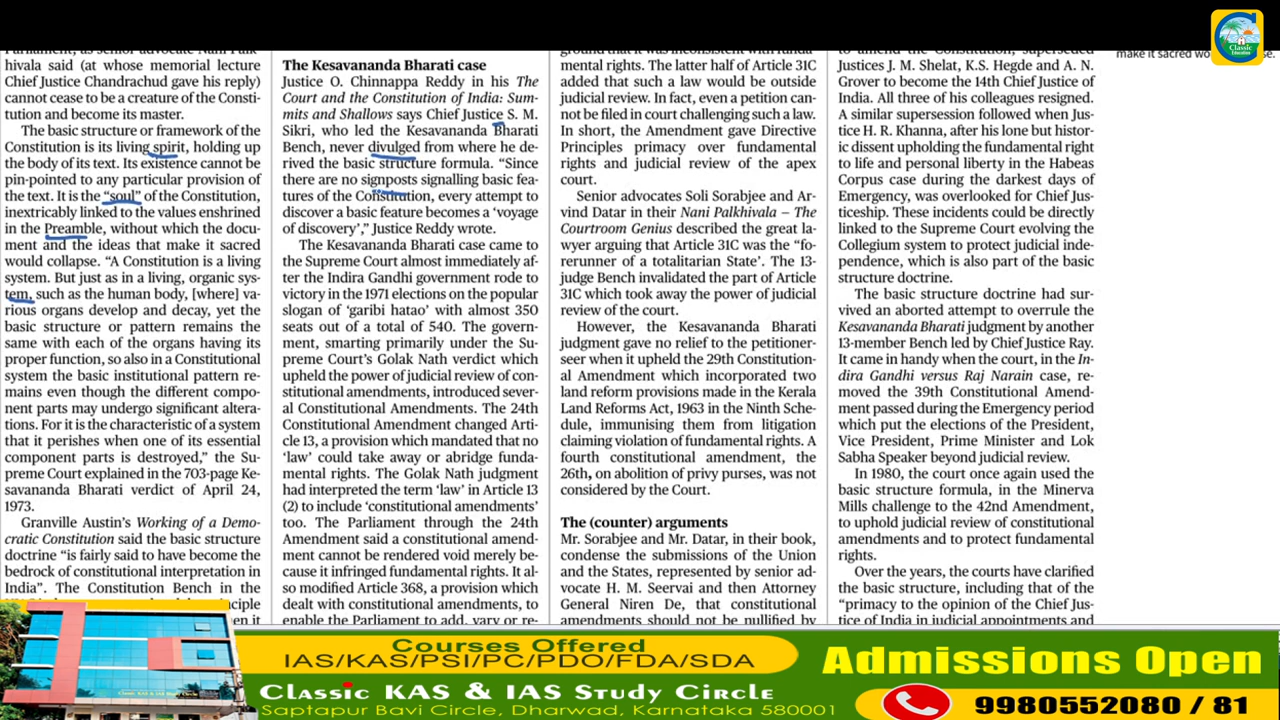 hivala said (at whose memorial lecture
Chief Justice Chandrachud gave his reply)
cannot cease to be a creature of the Consti-
tution and become its master.
The basic structure or framework of the
Constitution is its living spirit, holding up
the body of its text. Its existence cannot be
pin-pointed to any particular provision of
the text. It is the “soul” of the Constitution,
inextricably linked to the values enshrined
in the Preamble, without which the docu-
ment and the ideas that make it sacred
would collapse. “A Constitution is a living
system. But just as in a living, organic sys-
tem, such as the human body, [where] va-
rious organs develop and decay, yet the
basic structure or pattern remains the
same with each of the organs having its
proper function, so also in a Constitutional
system the basic institutional pattern re-
mains even though the different compo-
nent parts may undergo significant altera-
tions. For it is the characteristic of a system
that it perishes when one of its essential
component parts is destroyed,” the Su-
preme Court explained in the 703-page Ke-
savananda Bharati verdict of April 24,
1973.
Granville Austin’s Working of a Demo-
cratic Constitution said the basic structure
doctrine “is fairly said to have become the
bedrock of constitutional interpretation in
India”. The Constitution Bench in the
The Kesavananda Bharati case
Justice O. Chinnappa Reddy in his The
Court and the Constitution of India: Sum-
mits and Shallows says Chief Justice S. M.
Sikri, who led the Kesavananda Bharati
Bench, never divulged from where he de-
rived the basic structure formula. “Since
there are no signposts signalling basic fea-
tures of the Constitution, every attempt to
discover a basic feature becomes a ‘voyage
of discovery’,” Justice Reddy wrote.
The Kesavananda Bharati case came to
the Supreme Court almost immediately af-
ter the Indira Gandhi government rode to
victory in the 1971 elections on the popular
slogan of ‘garibi hatao’ with almost 350
seats out of a total of 540. The govern-
ment, smarting primarily under the Su-
preme Court’s Golak Nath verdict which
upheld the power of judicial review of con-
stitutional amendments, introduced sever-
al Constitutional Amendments. The 24th
Constitutional Amendment changed Arti-
cle 13, a provision which mandated that no
‘law’ could take away or abridge funda-
mental rights. The Golak Nath judgment
had interpreted the term ‘law’ in Article 13
(2) to include ‘constitutional amendments’
too. The Parliament through the 24th
Amendment said a constitutional amend-
ment cannot be rendered void merely be-
cause it infringed fundamental rights. It al-
so modified Article 368, a provision which
dealt with constitutional amendments, to
enable the Parliament to add, vary or re-
ground that it was inconsistent with funda-
mental rights. The latter half of Article 31C
added that such a law would be outside
judicial review. In fact, even a petition can-
not be filed in court challenging such a law.
In short, the Amendment gave Directive
Principles primacy over fundamental
rights and judicial review of the apex
court.
Senior advocates Soli Sorabjee and Ar-
vind Datar in their Nani Palkhivala – The
Courtroom Genius described the great la-
wyer arguing that Article 31C was the “fo-
rerunner of a totalitarian State’. The 13-
judge Bench invalidated the part of Article
31C which took away the power of judicial
review of the court.
However, the Kesavananda Bharati
judgment gave no relief to the petitioner-
seer when it upheld the 29th Constitution-
al Amendment which incorporated two
land reform provisions made in the Kerala
Land Reforms Act, 1963 in the Ninth Sche-
dule, immunising them from litigation
claiming violation of fundamental rights. A
fourth constitutional amendment, the
26th, on abolition of privy purses, was not
considered by the Court.
The (counter) arguments
Mr. Sorabjee and Mr. Datar, in their book,
condense the submissions of the Union
and the States, represented by senior ad-
vocate H. M. Seervai and then Attorney
General Niren De, that constitutional
amendments should not be nullified by
to amend the Constitution, superseded
Justices J. M. Shelat, K.S. Hegde and A. N.
Grover to become the 14th Chief Justice of
India. All three of his colleagues resigned.
A similar supersession followed when Jus-
tice H. R. Khanna, after his lone but histor-
ic dissent upholding the fundamental right
to life and personal liberty in the Habeas
Corpus case during the darkest days of
Emergency, was overlooked for Chief Jus-
ticeship. These incidents could be directly
linked to the Supreme Court evolving the
Collegium system to protect judicial inde-
pendence, which is also part of the basic
structure doctrine.
The basic structure doctrine had sur-
vived an aborted attempt to overrule the
Kesavananda Bharati judgment by another
13-member Bench led by Chief Justice Ray.
It came in handy when the court, in the In-
dira Gandhi versus Raj Narain case, re-
moved the 39th Constitutional Amend-
ment passed during the Emergency period
which put the elections of the President,
Vice President, Prime Minister and Lok
Sabha Speaker beyond judicial review.
In 1980, the court once again used the
basic structure formula, in the Minerva
Mills challenge to the 42nd Amendment,
to uphold judicial review of constitutional
amendments and to protect fundamental
rights.
Over the years, the courts have clarified
the basic structure, including that of the
“primacy to the opinion of the Chief Jus-
tice of India in judicial appointments and
make it sacred
Classic
Education
Courses Offered
IAS/KAS/PSI/PC/PDO/FDA/SDA
Classic KAS & IAS Study Circle
Saptapur Bavi Circle, Dharwad, Karnataka 580001
Admissions Open
9980552080 / 81